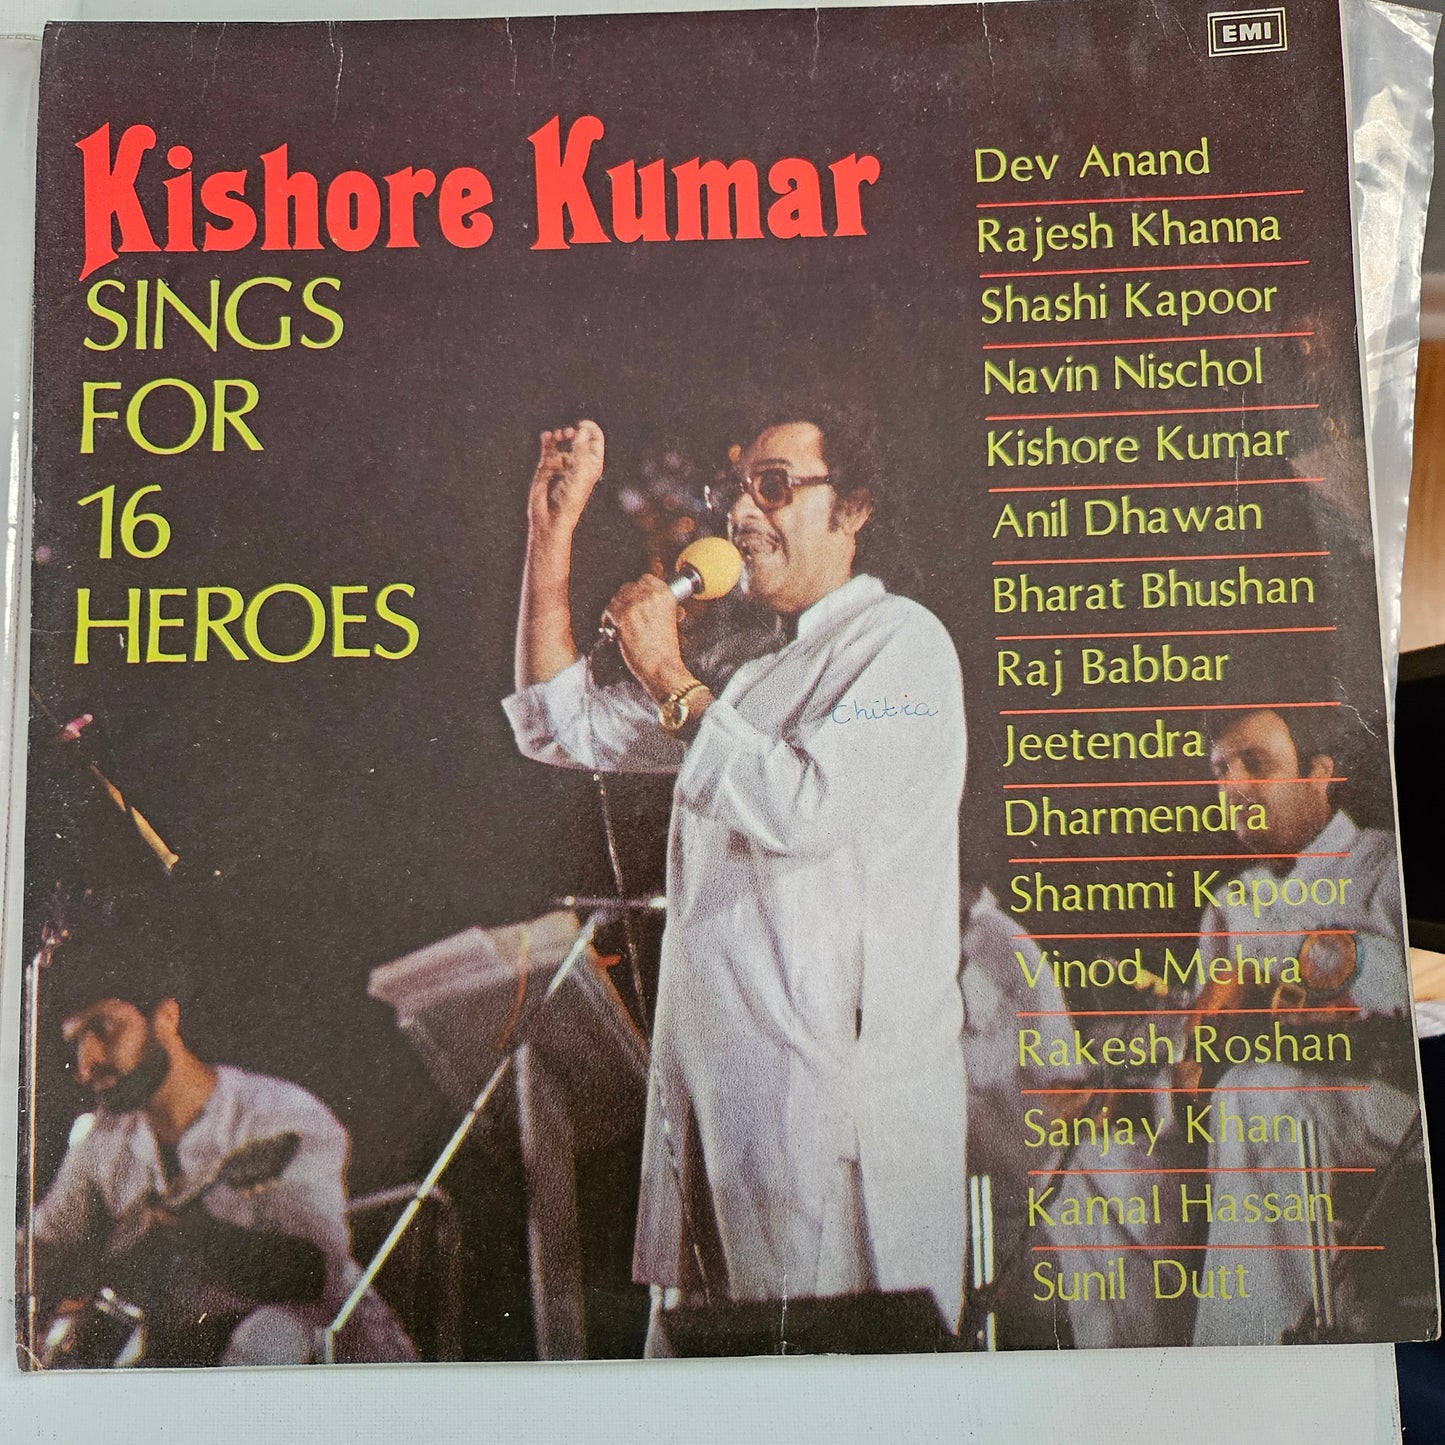 EMI
Kishore Kumar
SINGS
FOR
16
HEROES
Dev Anand
Rajesh Khanna
Shashi Kapoor
Navin Nischol
Kishore Kumar
Anil Dhawan
Bharat Bhushan
Raj Babbar
Jeetendra
Dharmendra
Shammi Kapoor
Vinod Mehra
Rakesh Roshan
Sanjay Khan
Kamal Hassan
Sunil Dutt
Chitra